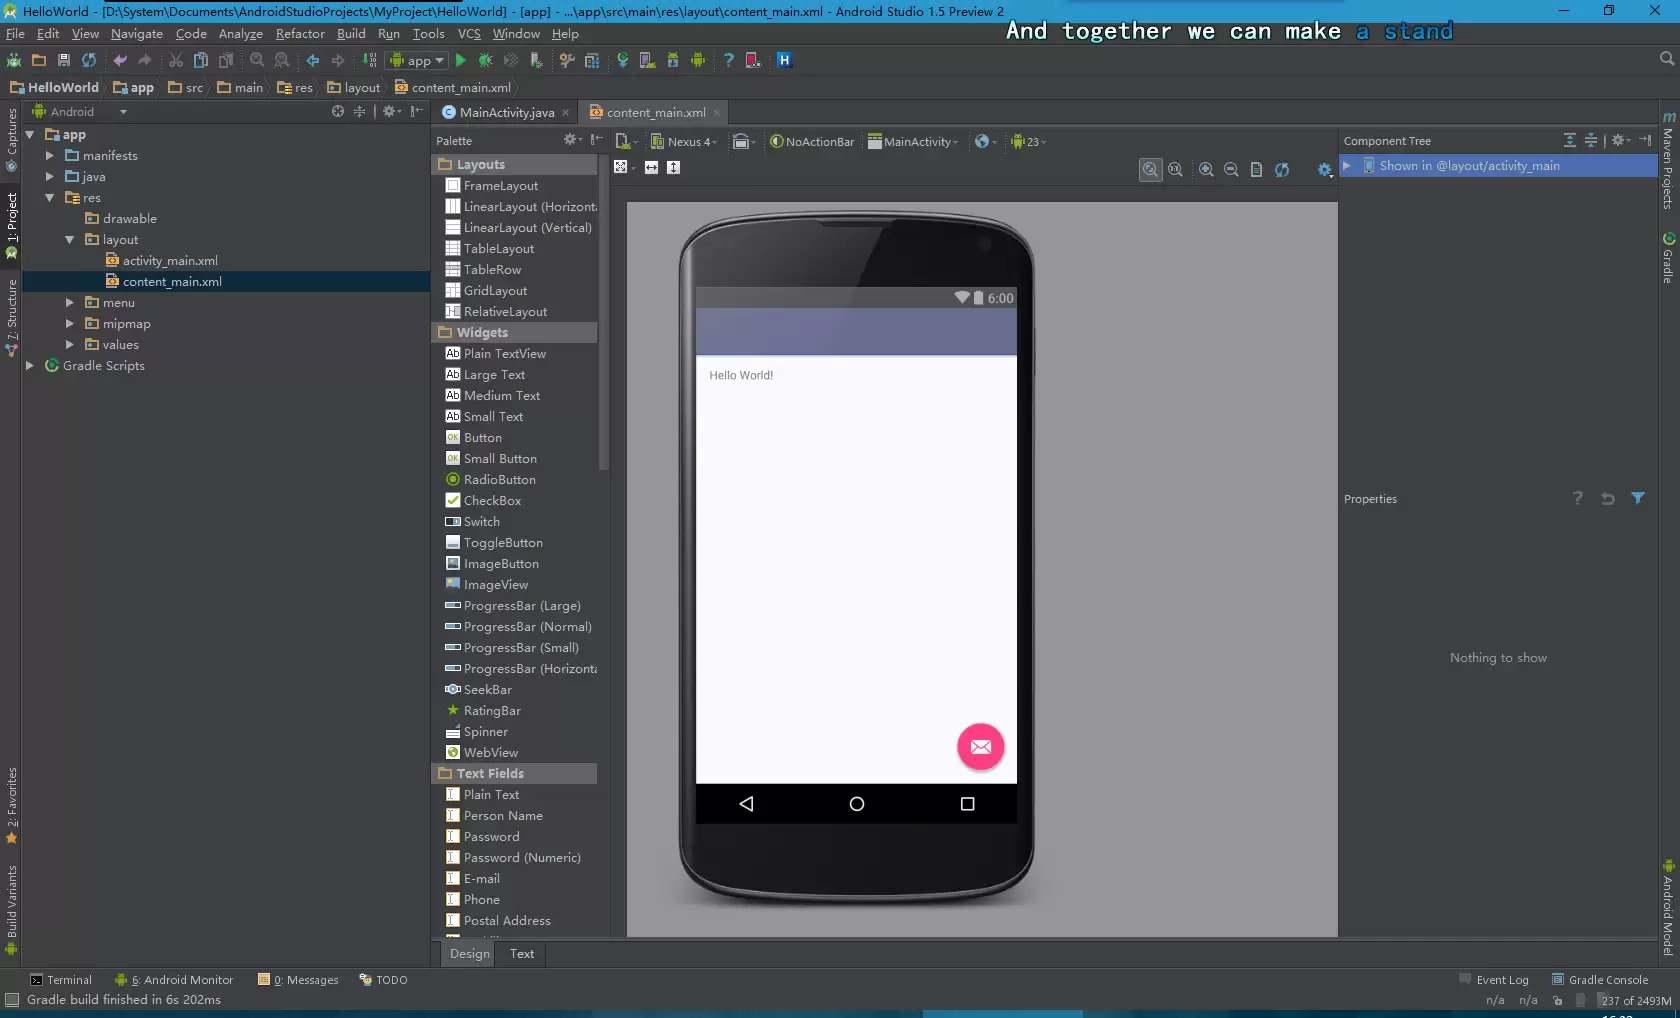 HelloWorld - [D:\System\Documents\AndroidStudioProjects\MyProject\HelloWorld] - [app] - ...\app\src\main\res\layout\content_main.xml - Android Studio 1.5 Preview 2
And together we can make a stand
File Edit View Navigate Code Analyze Refactor Build Run Tools VCS Window Help
app
HelloWorld app src main res layout content_main.xml
Android
MainActivity.java content_main.xml
Captures
1: Project
7: Structure
2: Favorites
Build Variants
app
manifests
java
res
drawable
layout
activity_main.xml
content_main.xml
menu
mipmap
values
Gradle Scripts
Palette
Layouts
FrameLayout
LinearLayout (Horizonta
LinearLayout (Vertical)
TableLayout
TableRow
GridLayout
RelativeLayout
Widgets
Plain TextView
Large Text
Medium Text
Small Text
Button
Small Button
RadioButton
CheckBox
Switch
ToggleButton
ImageButton
ImageView
ProgressBar (Large)
ProgressBar (Normal)
ProgressBar (Small)
ProgressBar (Horizonta
SeekBar
RatingBar
Spinner
WebView
Text Fields
Plain Text
Person Name
Password
Password (Numeric)
E-mail
Phone
Postal Address
Nexus 4 NoActionBar MainActivity 23
6:00
Hello World!
Design Text
Component Tree
Shown in @layout/activity_main
Properties
Nothing to show
Maven Projects
Gradle
Android Model
Terminal 6: Android Monitor 0: Messages TODO Event Log Gradle Console
Gradle build finished in 6s 202ms n/a n/a 237 of 2493M